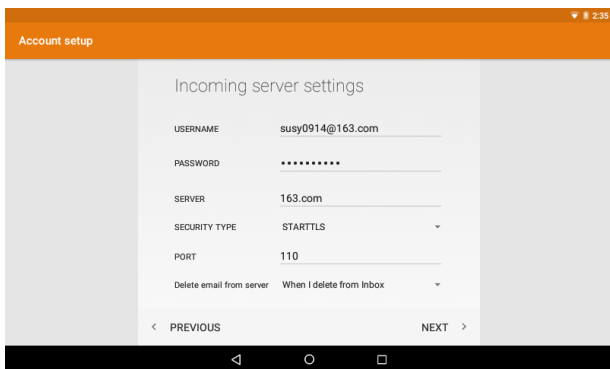 2:35
Account setup
Incoming server settings
USERNAME susy0914@163.com
PASSWORD ••••••••••
SERVER 163.com
SECURITY TYPE STARTTLS
PORT 110
Delete email from server When I delete from Inbox
PREVIOUS NEXT